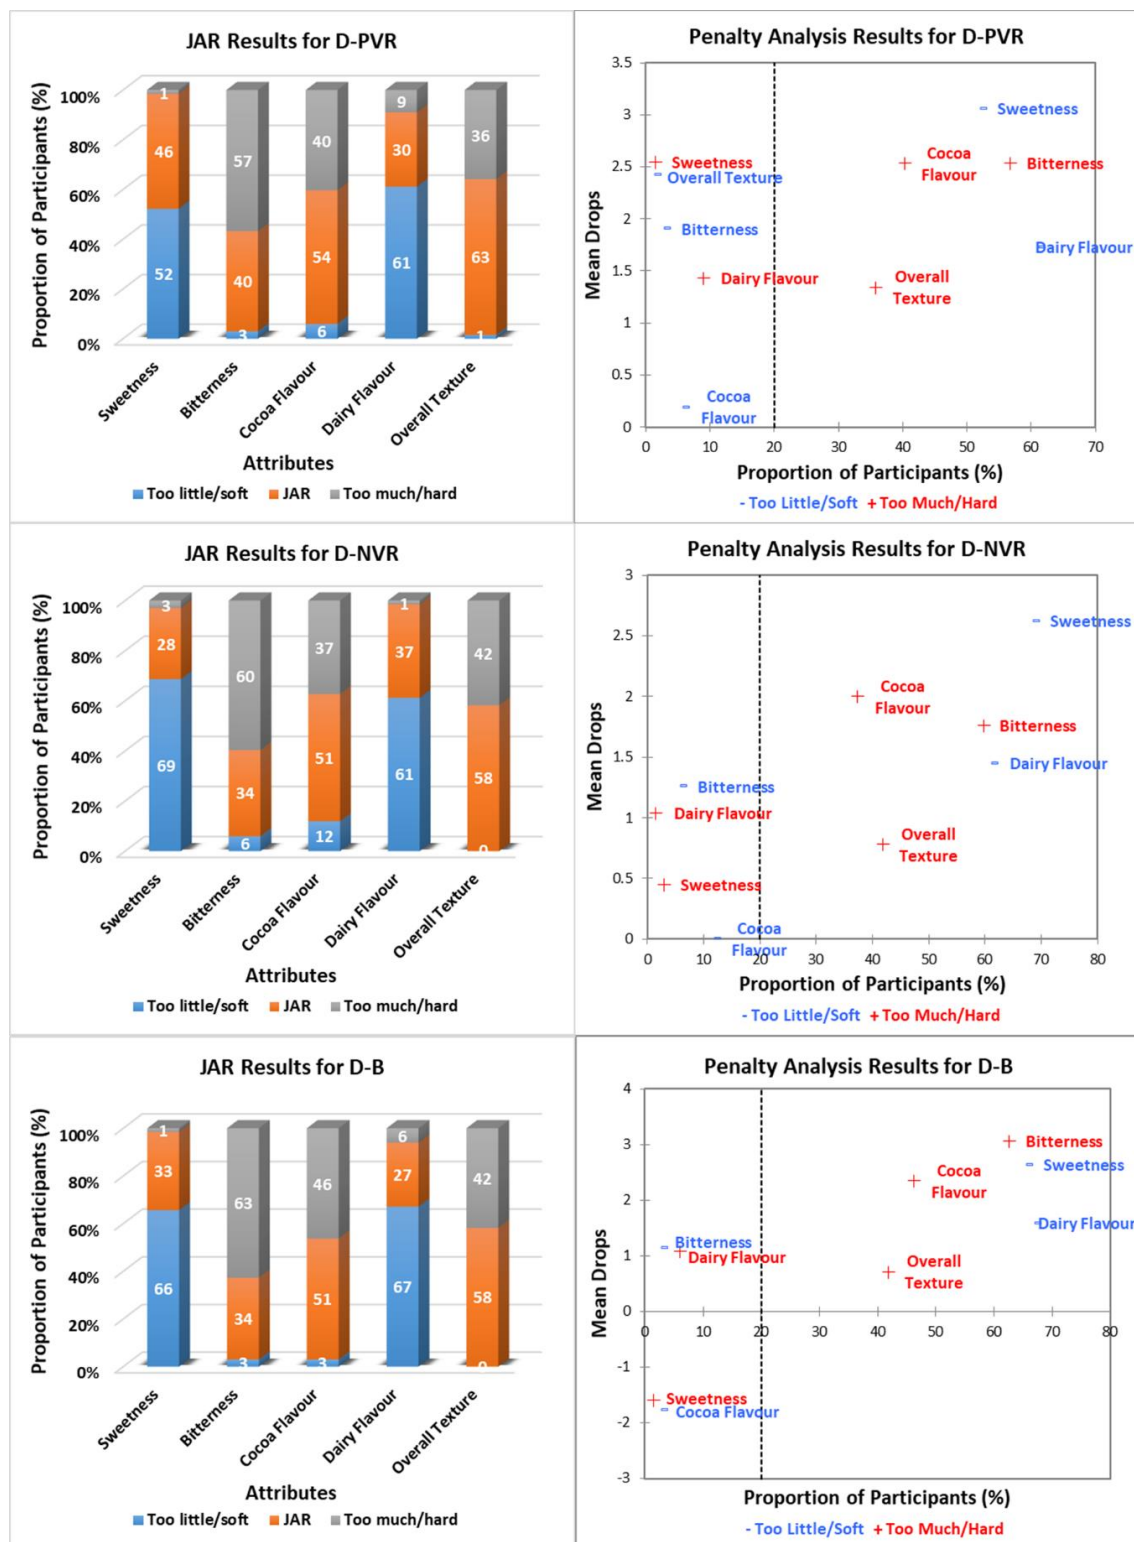 JAR Results for D-PVR
Proportion of Participants (%)
100%
80%
60%
40%
20%
0%
1
46
52
57
40
3
40
54
6
9
30
61
36
63
1
Sweetness
Bitterness
Cocoa Flavour
Dairy Flavour
Overall Texture
Attributes
Too little/soft JAR Too much/hard
Penalty Analysis Results for D-PVR
Mean Drops
3.5
3
2.5
2
1.5
1
0.5
0
Sweetness
Sweetness
Cocoa
Flavour
Bitterness
Overall Texture
Bitterness
Dairy Flavour
Dairy Flavour
Overall
Texture
Cocoa
Flavour
0 10 20 30 40 50 60 70
Proportion of Participants (%)
- Too Little/Soft + Too Much/Hard
JAR Results for D-NVR
Proportion of Participants (%)
100%
80%
60%
40%
20%
0%
3
28
69
60
34
6
37
51
12
1
37
61
42
58
0
Sweetness
Bitterness
Cocoa Flavour
Dairy Flavour
Overall Texture
Attributes
Too little/soft JAR Too much/hard
Penalty Analysis Results for D-NVR
Mean Drops
3
2.5
2
1.5
1
0.5
0
Sweetness
Cocoa
Flavour
Bitterness
Dairy Flavour
Bitterness
Dairy Flavour
Overall
Texture
Sweetness
Cocoa
Flavour
0 10 20 30 40 50 60 70 80
Proportion of Participants (%)
- Too Little/Soft + Too Much/Hard
JAR Results for D-B
Proportion of Participants (%)
100%
80%
60%
40%
20%
0%
1
33
66
63
34
3
46
51
3
6
27
67
42
58
0
Sweetness
Bitterness
Cocoa Flavour
Dairy Flavour
Overall Texture
Attributes
Too little/soft JAR Too much/hard
Penalty Analysis Results for D-B
Mean Drops
4
3
2
1
0
-1
-2
-3
Bitterness
Sweetness
Cocoa
Flavour
Dairy Flavour
Bitterness
Dairy Flavour
Overall
Texture
0 10 20 30 40 50 60 70 80
Sweetness
Cocoa Flavour
Proportion of Participants (%)
- Too Little/Soft + Too Much/Hard